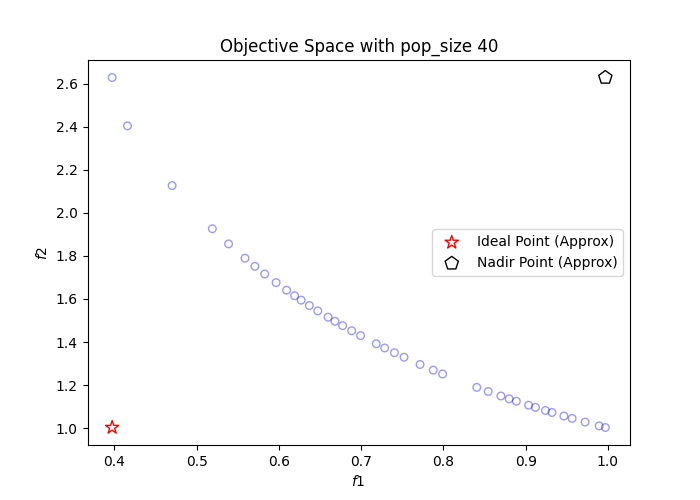 Objective Space with pop_size 40
2.6
2.4
2.2
2.0
1.8
1.6
1.4
1.2
1.0
f2
Ideal Point (Approx)
Nadir Point (Approx)
0.4 0.5 0.6 0.7 0.8 0.9 1.0
f1